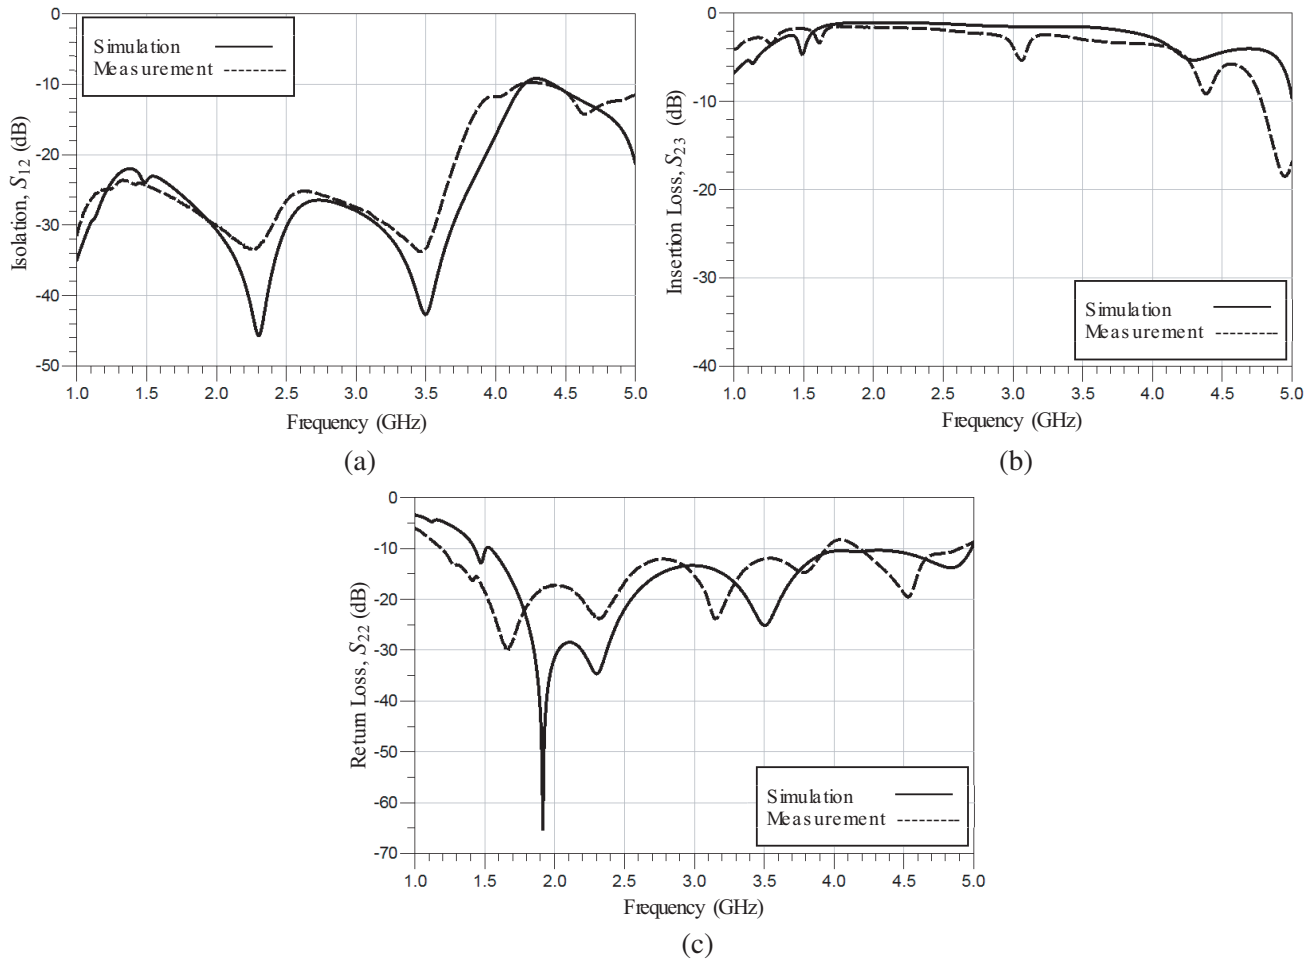 0
-10
-20
-30
-40
-50
Isolation, S12 (dB)
Simulation
Measurement
1.0 1.5 2.0 2.5 3.0 3.5 4.0 4.5 5.0
Frequency (GHz)
(a)
0
-10
-20
-30
-40
Insertion Loss, S23 (dB)
Simulation
Measurement
1.0 1.5 2.0 2.5 3.0 3.5 4.0 4.5 5.0
Frequency (GHz)
(b)
0
-10
-20
-30
-40
-50
-60
-70
Return Loss, S22 (dB)
Simulation
Measurement
1.0 1.5 2.0 2.5 3.0 3.5 4.0 4.5 5.0
Frequency (GHz)
(c)